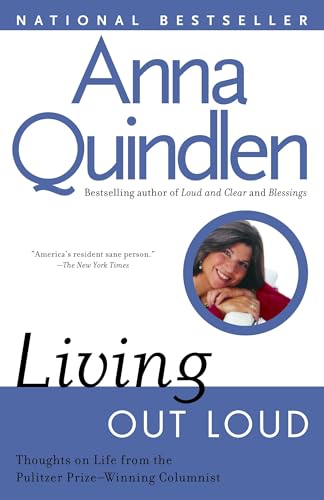 NATIONAL BESTSELLER
Anna
Quindlen
Bestselling author of Loud and Clear and Blessings
"America's resident sane person."
—The New York Times
Living
OUT LOUD
Thoughts on Life from the
Pulitzer Prize–Winning Columnist